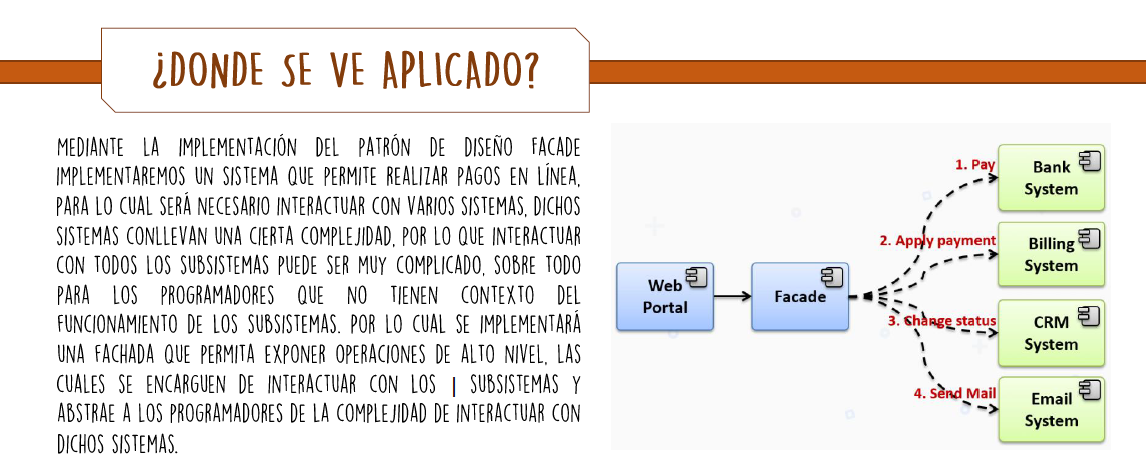 ¿DONDE SE VE APLICADO?
MEDIANTE LA IMPLEMENTACIÓN DEL PATRÓN DE DISEÑO FACADE
IMPLEMENTAREMOS UN SISTEMA QUE PERMITE REALIZAR PAGOS EN LÍNEA,
PARA LO CUAL SERÁ NECESARIO INTERACTUAR CON VARIOS SISTEMAS, DICHOS
SISTEMAS CONLLEVAN UNA CIERTA COMPLEJIDAD, POR LO QUE INTERACTUAR
CON TODOS LOS SUBSISTEMAS PUEDE SER MUY COMPLICADO, SOBRE TODO
PARA LOS PROGRAMADORES QUE NO TIENEN CONTEXTO DEL
FUNCIONAMIENTO DE LOS SUBSISTEMAS. POR LO CUAL SE IMPLEMENTARÁ
UNA FACHADA QUE PERMITA EXPONER OPERACIONES DE ALTO NIVEL, LAS
CUALES SE ENCARGUEN DE INTERACTUAR CON LOS SUBSISTEMAS Y
ABSTRAE A LOS PROGRAMADORES DE LA COMPLEJIDAD DE INTERACTUAR CON
DICHOS SISTEMAS.
Web
Portal
Facade
1. Pay
Bank
System
2. Apply payment
Billing
System
3. Change status
CRM
System
4. Send Mail
Email
System